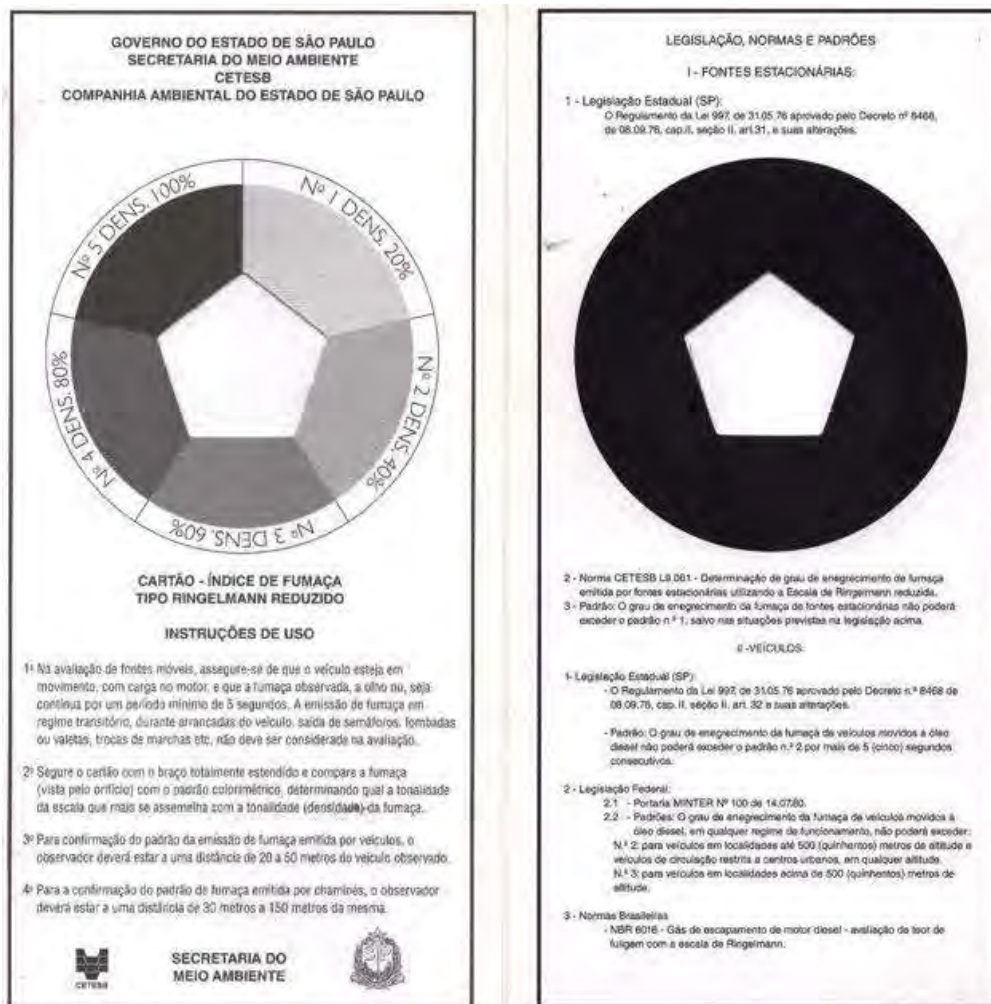 GOVERNO DO ESTADO DE SÃO PAULO
SECRETARIA DO MEIO AMBIENTE
CETESB
COMPANHIA AMBIENTAL DO ESTADO DE SÃO PAULO
Nº 1 DENS. 20%
Nº 2 DENS. 40%
Nº 3 DENS. 60%
Nº 4 DENS. 80%
Nº 5 DENS. 100%
CARTÃO - ÍNDICE DE FUMAÇA
TIPO RINGELMANN REDUZIDO
INSTRUÇÕES DE USO
1º Na avaliação de fontes móveis, assegure-se de que o veículo esteja em
movimento, com carga no motor, e que a fumaça observada, a olho nu, seja
contínua por um período mínimo de 5 segundos. A emissão de fumaça em
regime transitório, durante arrancadas do veículo, saída de semáforos, lombadas
ou valetas, trocas de marchas etc, não deve ser considerada na avaliação.
2º Segure o cartão com o braço totalmente estendido e compare a fumaça
(vista pelo orifício) com o padrão colorimétrico, determinando qual a tonalidade
da escala que mais se assemelha com a tonalidade (densidade) da fumaça.
3º Para confirmação do padrão da emissão de fumaça emitida por veículos, o
observador deverá estar a uma distância de 20 a 50 metros do veículo observado.
4º Para a confirmação do padrão de fumaça emitida por chaminés, o observador
deverá estar a uma distância de 30 metros a 150 metros da mesma.
CETESB
SECRETARIA DO
MEIO AMBIENTE
LEGISLAÇÃO, NORMAS E PADRÕES
I - FONTES ESTACIONÁRIAS:
1 - Legislação Estadual (SP):
O Regulamento da Lei 997, de 31.05.76 aprovado pelo Decreto nº 8468,
de 08.09.76, cap.II, seção II, art.31, e suas alterações.
2 - Norma CETESB L9.061 - Determinação de grau de enegrecimento de fumaça
emitida por fontes estacionárias utilizando a Escala de Ringelmann reduzida.
3 - Padrão: O grau de enegrecimento da fumaça de fontes estacionárias não poderá
exceder o padrão n.º 1, salvo nas situações previstas na legislação acima.
II -VEÍCULOS:
1- Legislação Estadual (SP):
- O Regulamento da Lei 997, de 31.05.76 aprovado pelo Decreto n.º 8468 de
08.09.76, cap. II, seção II, art. 32 e suas alterações.
- Padrão: O grau de enegrecimento da fumaça de veículos movidos a óleo
diesel não poderá exceder o padrão n.º 2 por mais de 5 (cinco) segundos
consecutivos.
2 - Legislação Federal:
2.1 - Portaria MINTER Nº 100 de 14.07.80.
2.2 - Padrões: O grau de enegrecimento da fumaça de veículos movidos a
óleo diesel, em qualquer regime de funcionamento, não poderá exceder:
N.º 2: para veículos em localidades até 500 (quinhentos) metros de altitude e
veículos de circulação restrita a centros urbanos, em qualquer altitude.
N.º 3: para veículos em localidades acima de 500 (quinhentos) metros de
altitude.
3 - Normas Brasileiras
- NBR 6016 - Gás de escapamento de motor diesel - avaliação de teor de
fuligem com a escala de Ringelmann.